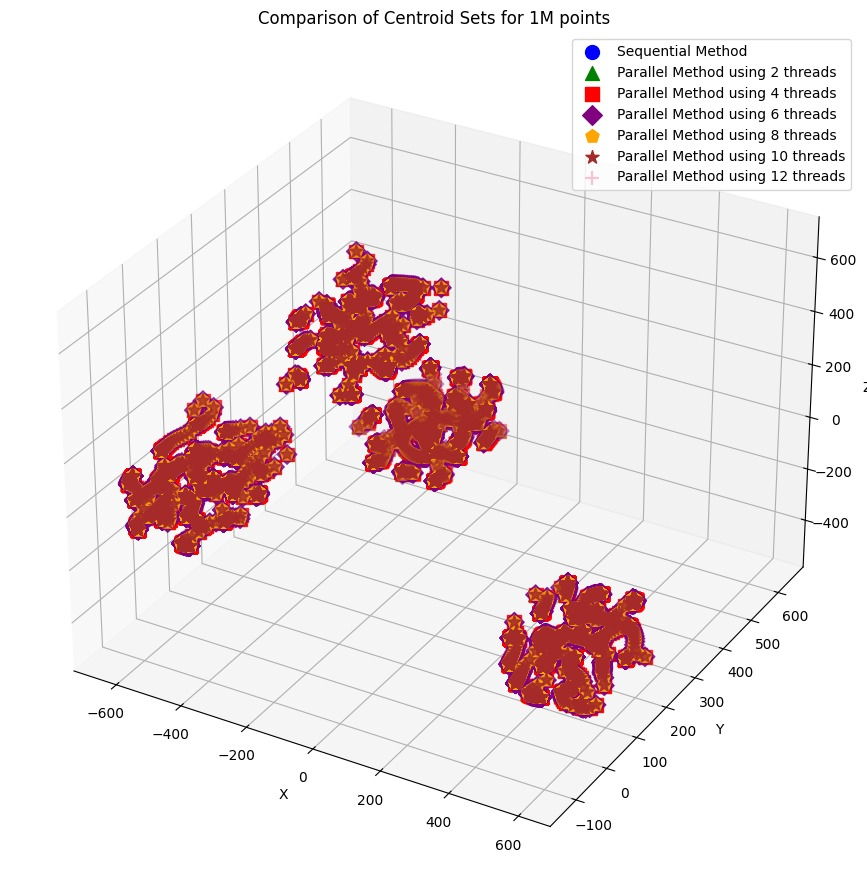 Comparison of Centroid Sets for 1M points
Sequential Method
Parallel Method using 2 threads
Parallel Method using 4 threads
Parallel Method using 6 threads
Parallel Method using 8 threads
Parallel Method using 10 threads
Parallel Method using 12 threads
600
400
200
0
−200
−400
Z
600
500
400
300
200
100
0
−100
Y
−600
−400
−200
0
200
400
600
X